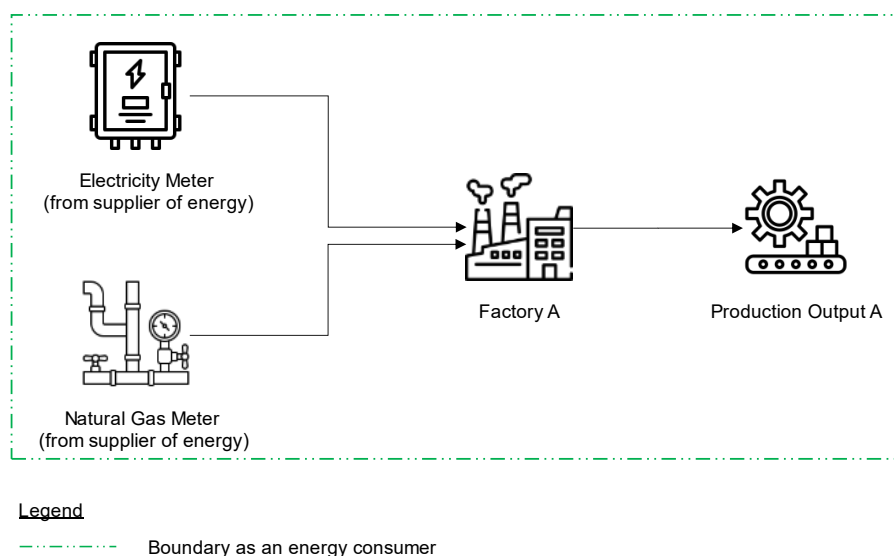 Electricity Meter
(from supplier of energy)
Factory A
Production Output A
Natural Gas Meter
(from supplier of energy)
Legend
Boundary as an energy consumer